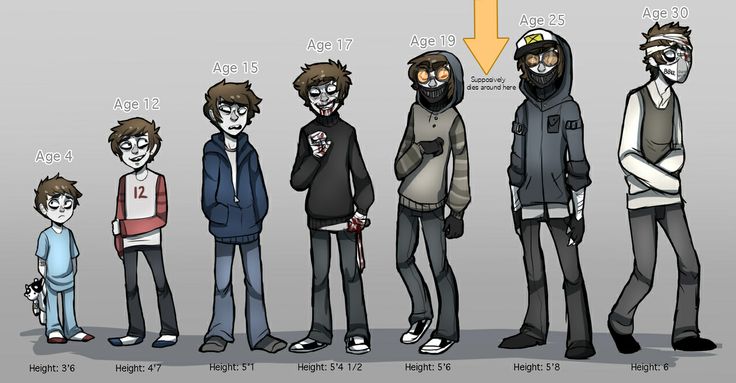 Age 4
Age 12
Age 15
Age 17
Age 19
Age 25
Age 30
Supposively
dies around here
12
BBH
Height: 3'6
Height: 4'7
Height: 5'1
Height: 5'4 1/2
Height: 5'6
Height: 5'8
Height: 6